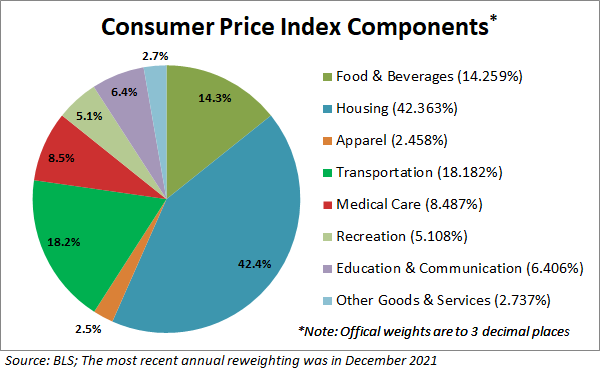 Consumer Price Index Components*
2.7%
6.4%
14.3%
5.1%
8.5%
18.2%
42.4%
2.5%
Food & Beverages (14.259%)
Housing (42.363%)
Apparel (2.458%)
Transportation (18.182%)
Medical Care (8.487%)
Recreation (5.108%)
Education & Communication (6.406%)
Other Goods & Services (2.737%)
*Note: Offical weights are to 3 decimal places
Source: BLS; The most recent annual reweighting was in December 2021